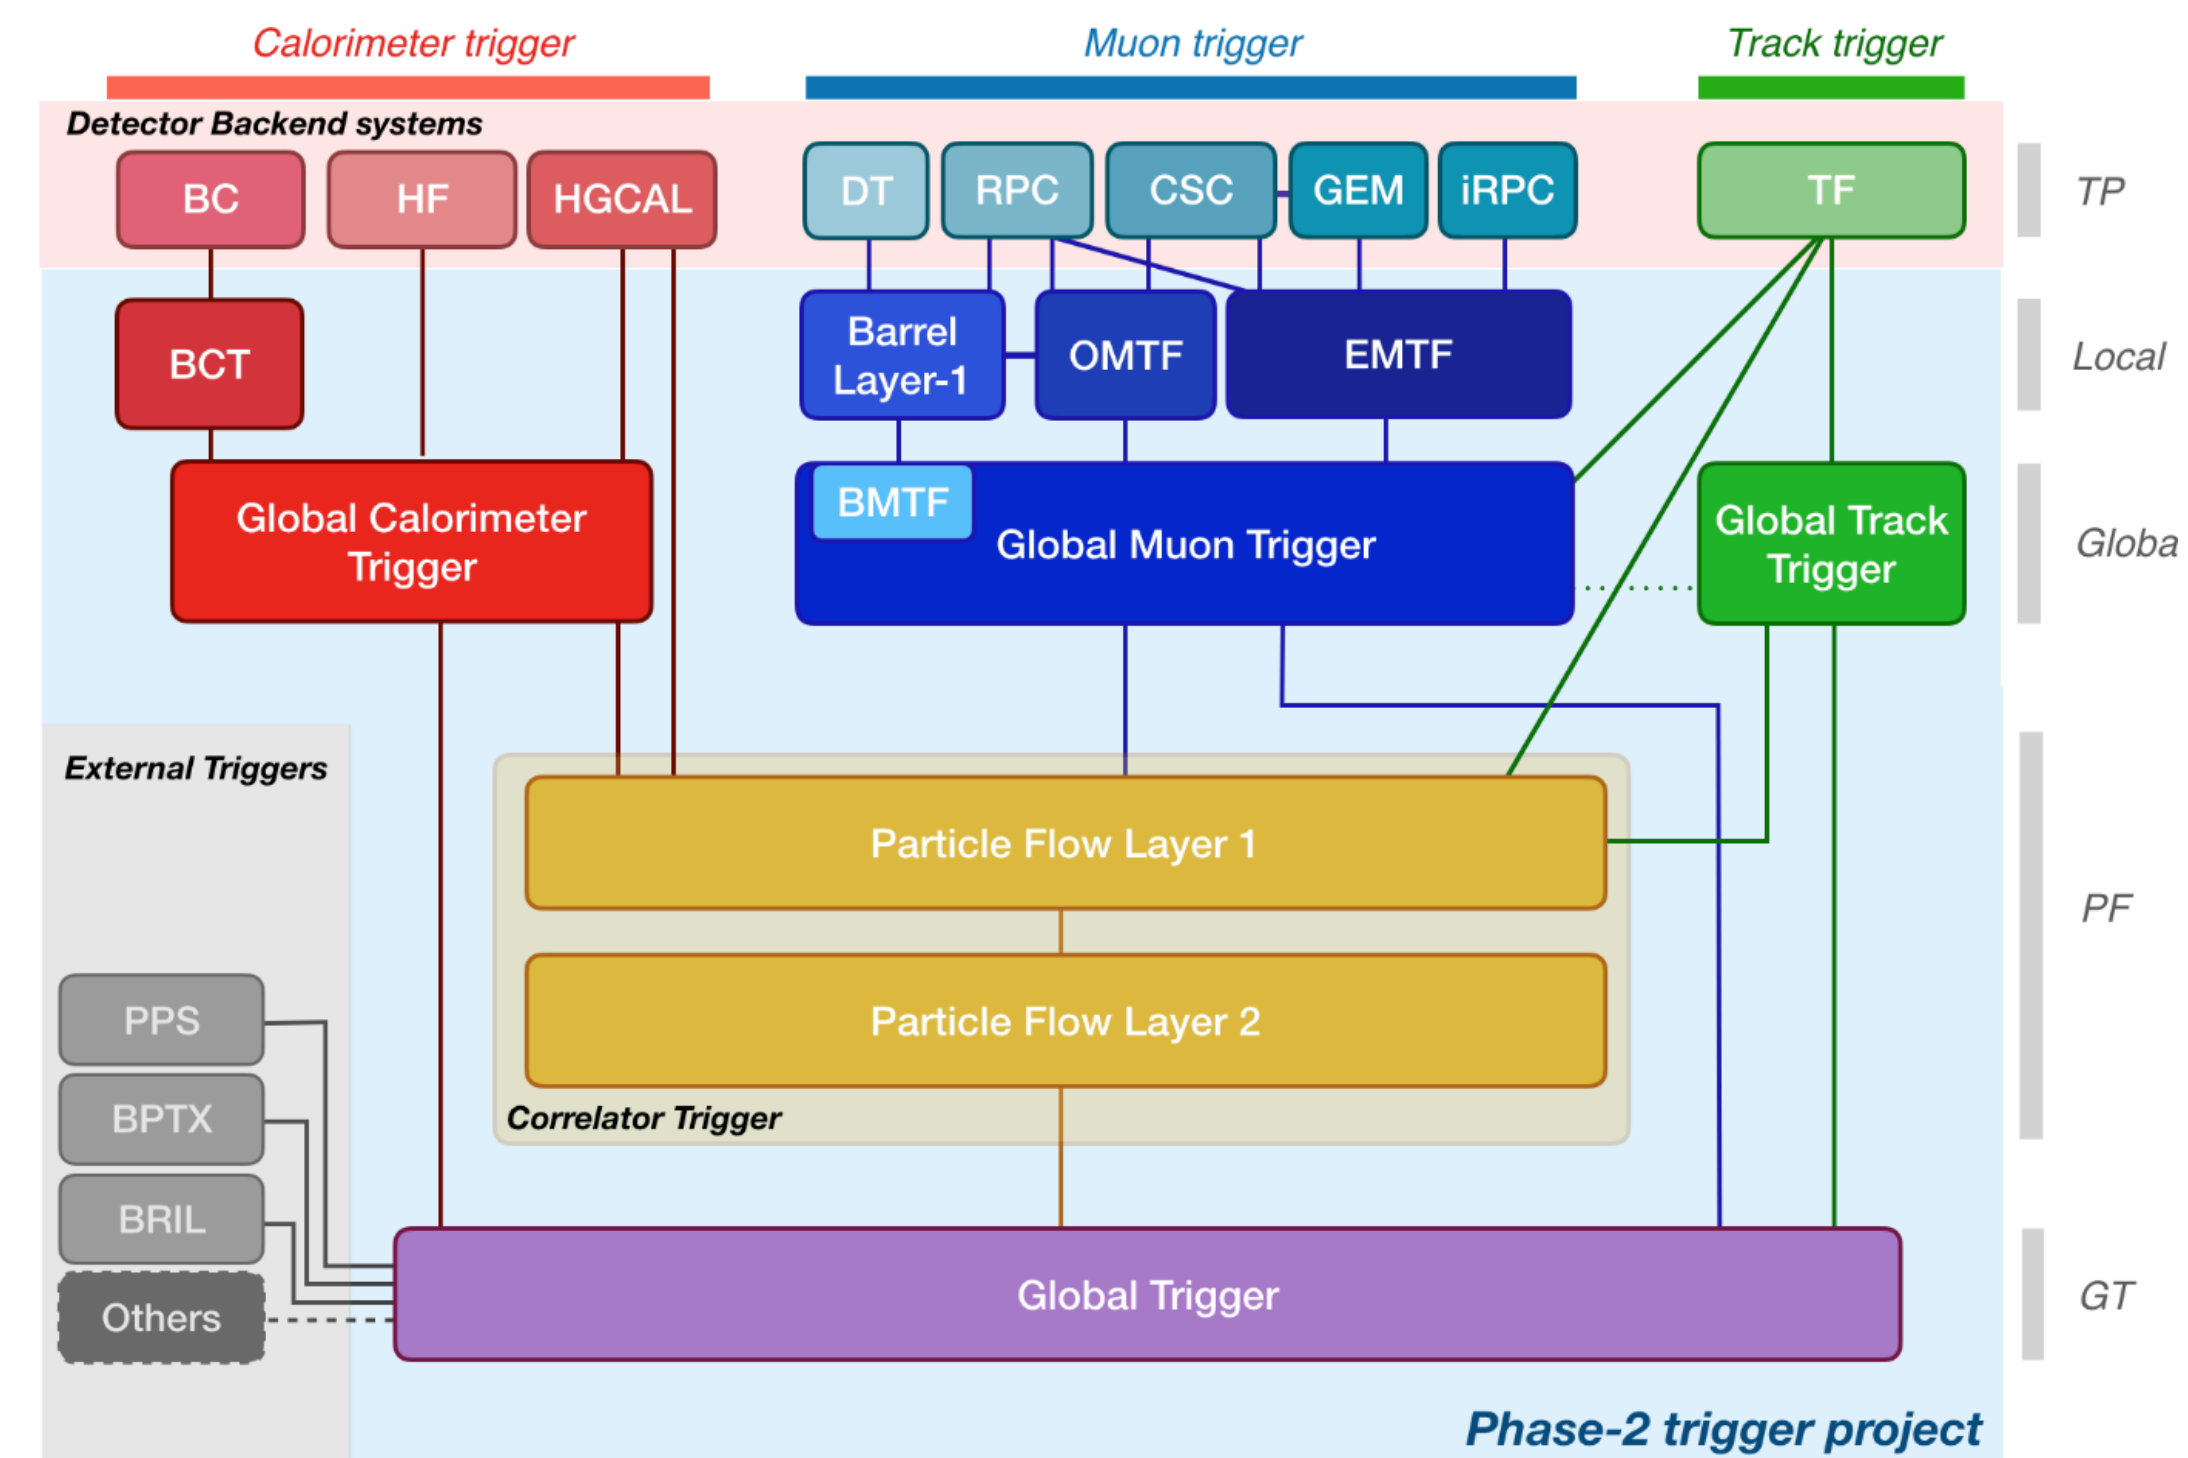 Calorimeter trigger
Muon trigger
Track trigger
Detector Backend systems
BC
HF
HGCAL
DT
RPC
CSC
GEM
iRPC
TF
TP
BCT
Barrel
Layer-1
OMTF
EMTF
Local
Global Calorimeter
Trigger
BMTF
Global Muon Trigger
Global Track
Trigger
Globa
External Triggers
Particle Flow Layer 1
PF
Particle Flow Layer 2
Correlator Trigger
PPS
BPTX
BRIL
Others
Global Trigger
GT
Phase-2 trigger project